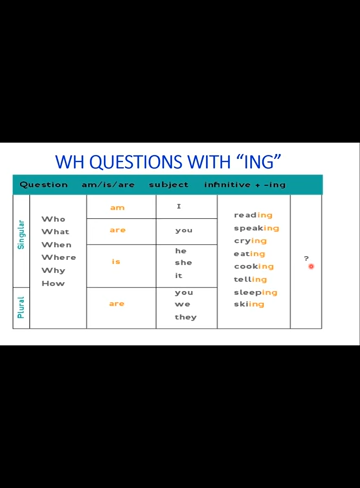 WH QUESTIONS WITH “ING”
Question am/is/are subject infinitive + -ing
Singular
Who
What
When
Where
Why
How
am
I
are
you
is
he
she
it
Plural
are
you
we
they
reading
speaking
crying
eating
cooking
telling
sleeping
skiing
?